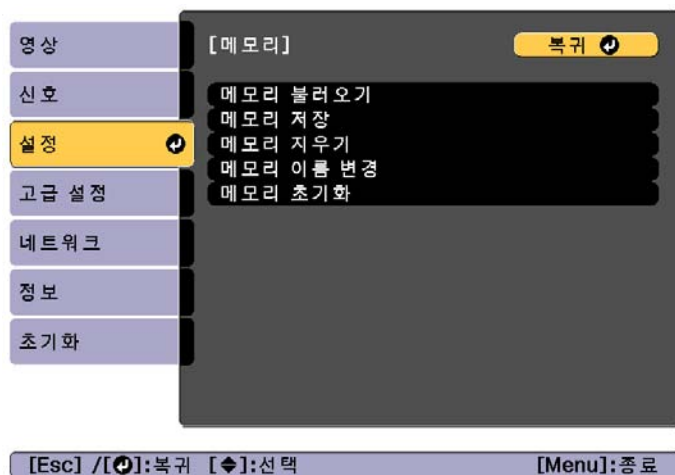 영상
신호
설정
고급 설정
네트워크
정보
초기화
[메모리]
복귀
메모리 불러오기
메모리 저장
메모리 지우기
메모리 이름 변경
메모리 초기화
[Esc] /[⏎]:복귀 [◆]:선택 [Menu]:종료